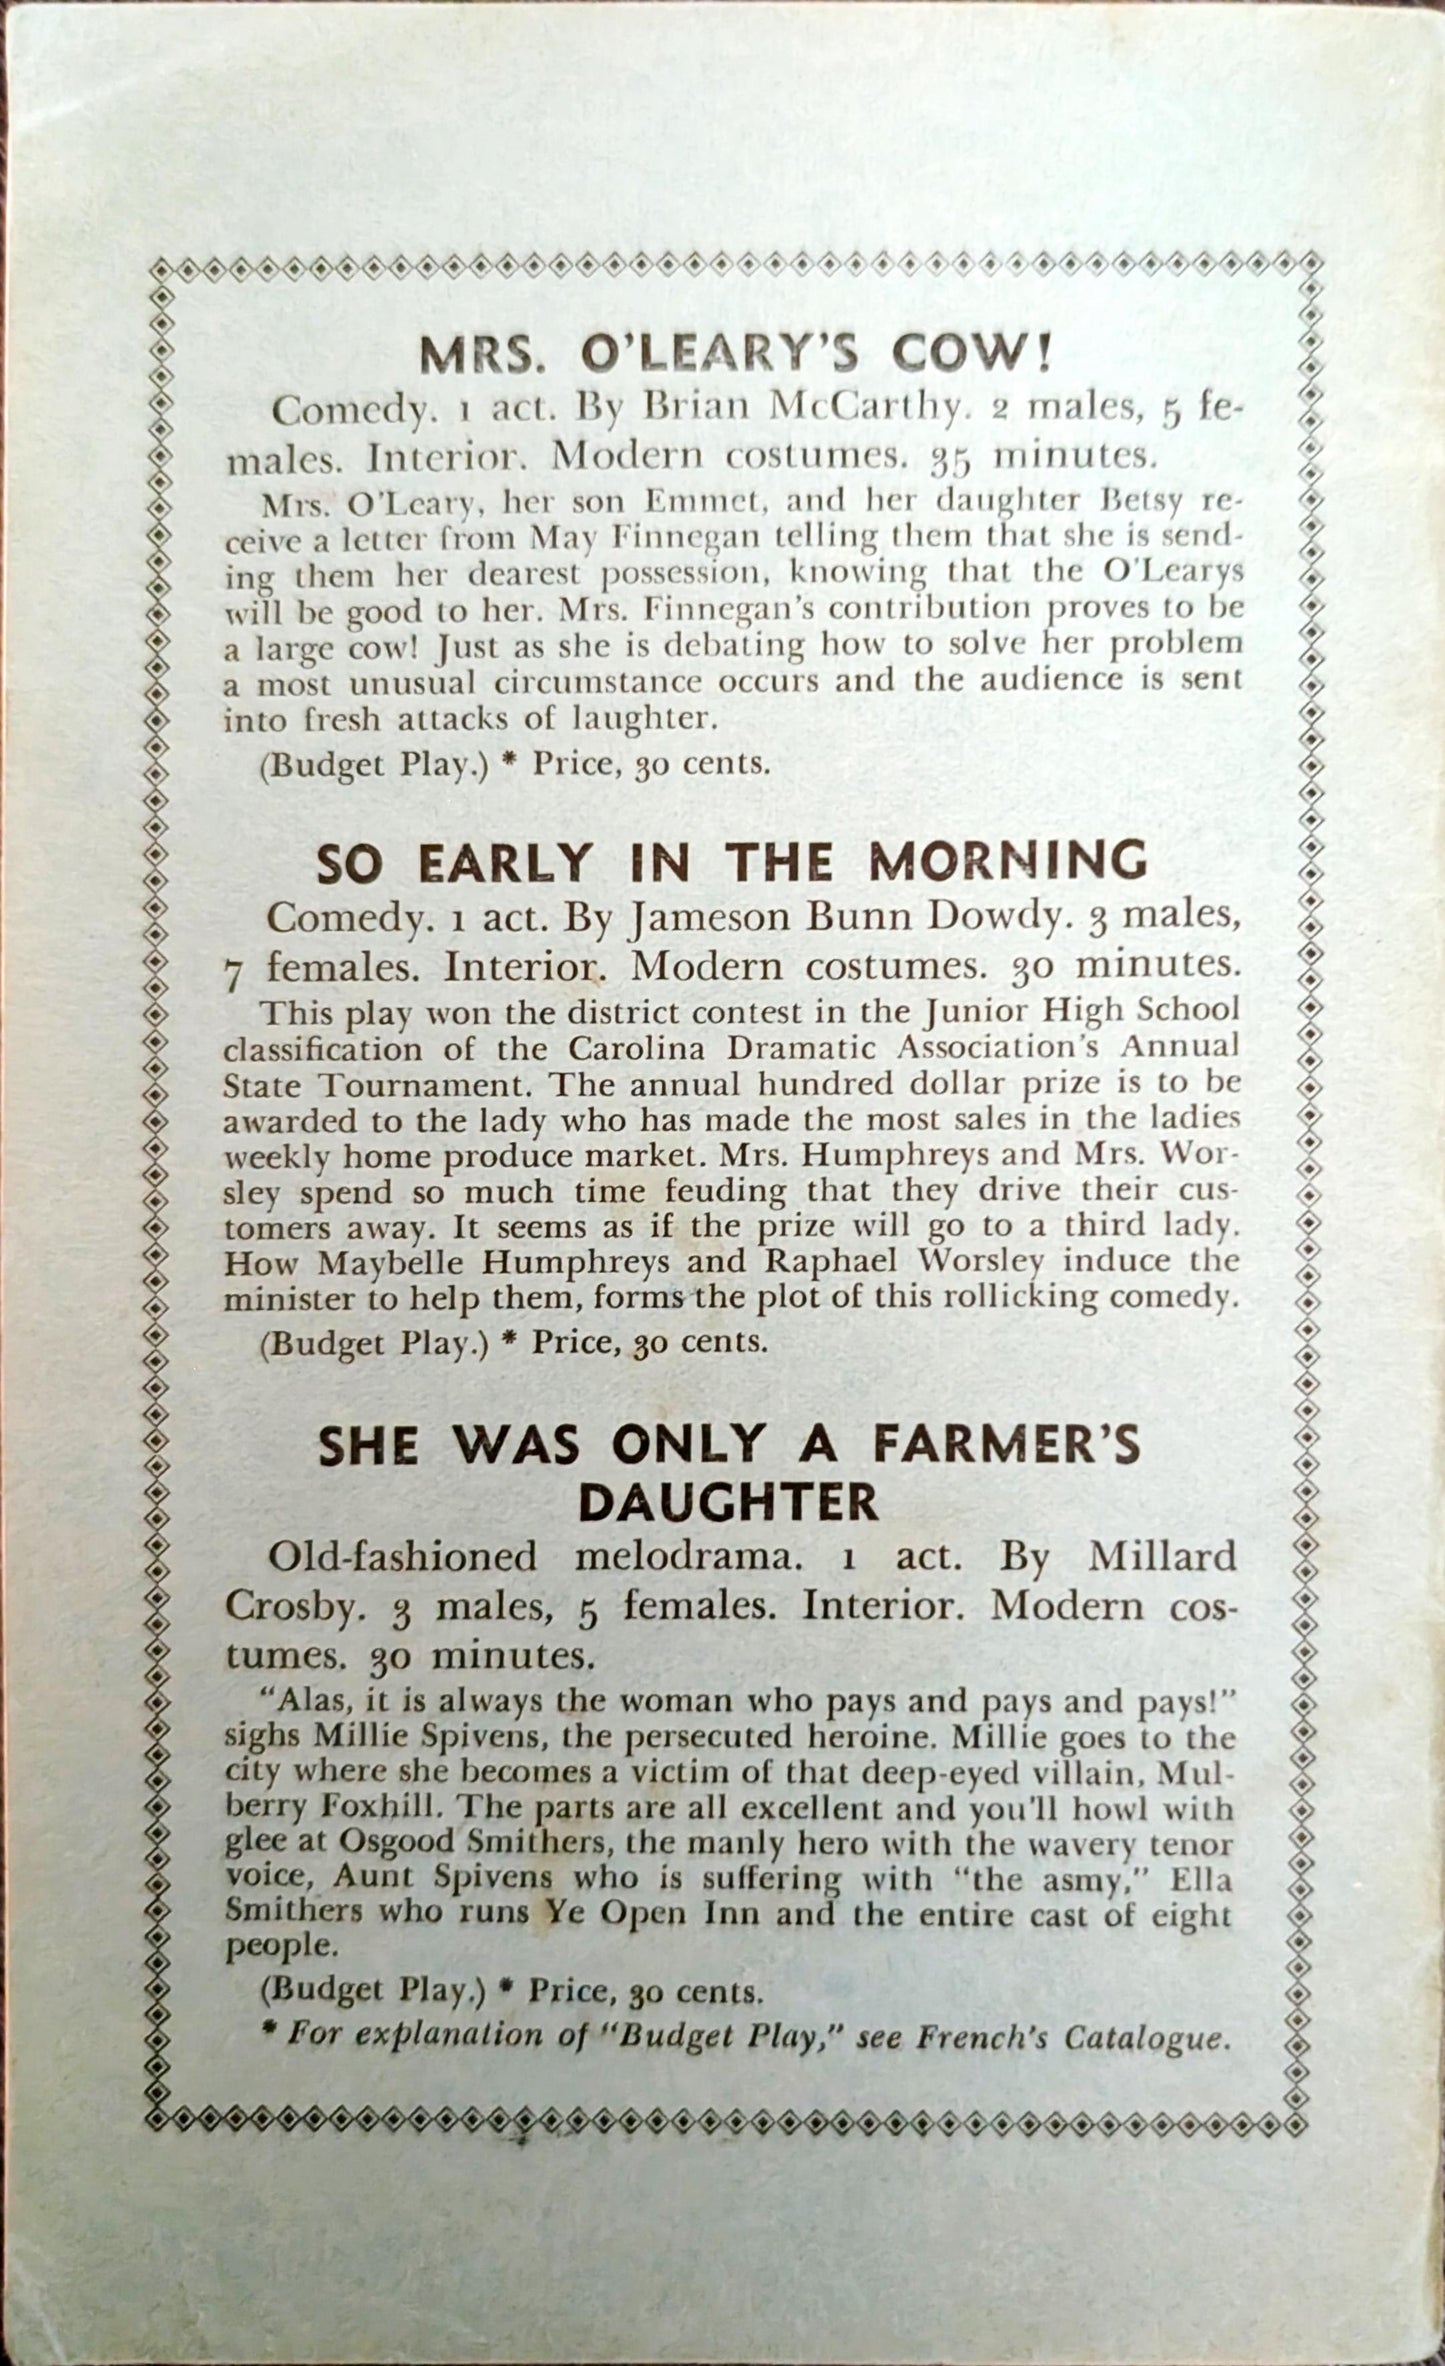 MRS. O'LEARY'S COW!
Comedy. 1 act. By Brian McCarthy. 2 males, 5 fe-
males. Interior. Modern costumes. 35 minutes.
Mrs. O'Leary, her son Emmet, and her daughter Betsy re-
ceive a letter from May Finnegan telling them that she is send-
ing them her dearest possession, knowing that the O'Learys
will be good to her. Mrs. Finnegan's contribution proves to be
a large cow! Just as she is debating how to solve her problem
a most unusual circumstance occurs and the audience is sent
into fresh attacks of laughter.
(Budget Play.) * Price, 30 cents.
SO EARLY IN THE MORNING
Comedy. 1 act. By Jameson Bunn Dowdy. 3 males,
7 females. Interior. Modern costumes. 30 minutes.
This play won the district contest in the Junior High School
classification of the Carolina Dramatic Association's Annual
State Tournament. The annual hundred dollar prize is to be
awarded to the lady who has made the most sales in the ladies
weekly home produce market. Mrs. Humphreys and Mrs. Wor-
sley spend so much time feuding that they drive their cus-
tomers away. It seems as if the prize will go to a third lady.
How Maybelle Humphreys and Raphael Worsley induce the
minister to help them, forms the plot of this rollicking comedy.
(Budget Play.) * Price, 30 cents.
SHE WAS ONLY A FARMER'S
DAUGHTER
Old-fashioned melodrama. 1 act. By Millard
Crosby. 3 males, 5 females. Interior. Modern cos-
tumes. 30 minutes.
"Alas, it is always the woman who pays and pays and pays!"
sighs Millie Spivens, the persecuted heroine. Millie goes to the
city where she becomes a victim of that deep-eyed villain, Mul-
berry Foxhill. The parts are all excellent and you'll howl with
glee at Osgood Smithers, the manly hero with the wavery tenor
voice, Aunt Spivens who is suffering with "the asmy," Ella
Smithers who runs Ye Open Inn and the entire cast of eight
people.
(Budget Play.) * Price, 30 cents.
* For explanation of "Budget Play," see French's Catalogue.